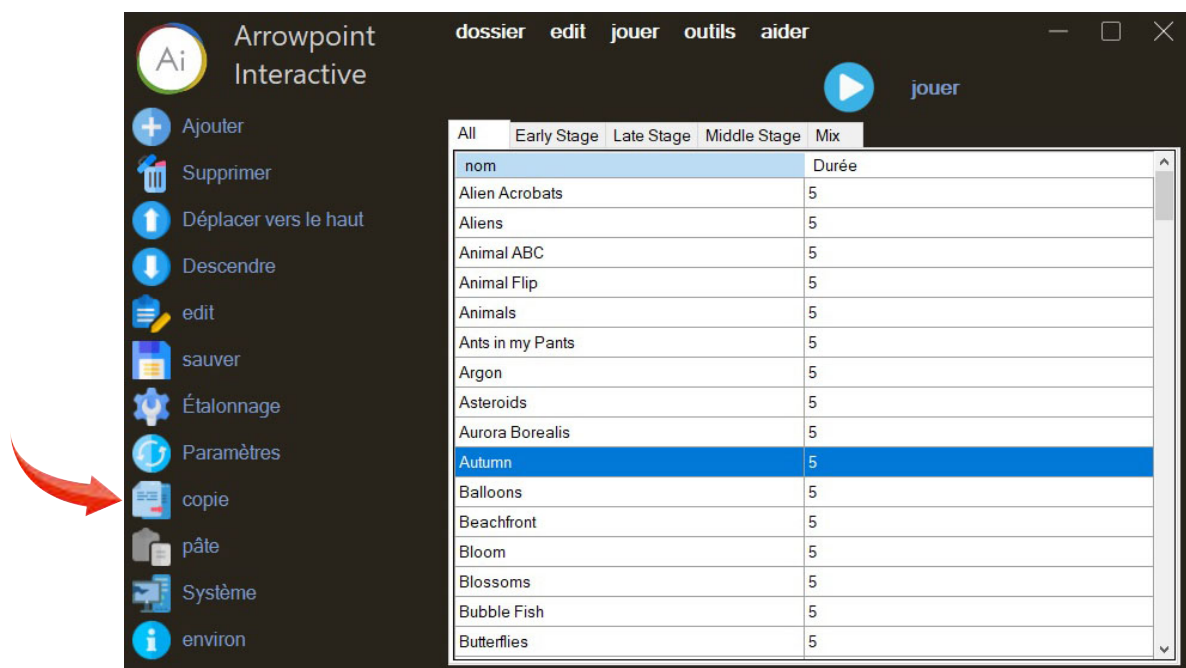 Ai
Arrowpoint
Interactive
dossier edit jouer outils aider
jouer
Ajouter
Supprimer
Déplacer vers le haut
Descendre
edit
sauver
Étalonnage
Paramètres
copie
pâte
Système
environ
All Early Stage Late Stage Middle Stage Mix
nom Durée
Alien Acrobats 5
Aliens 5
Animal ABC 5
Animal Flip 5
Animals 5
Ants in my Pants 5
Argon 5
Asteroids 5
Aurora Borealis 5
Autumn 5
Balloons 5
Beachfront 5
Bloom 5
Blossoms 5
Bubble Fish 5
Butterflies 5